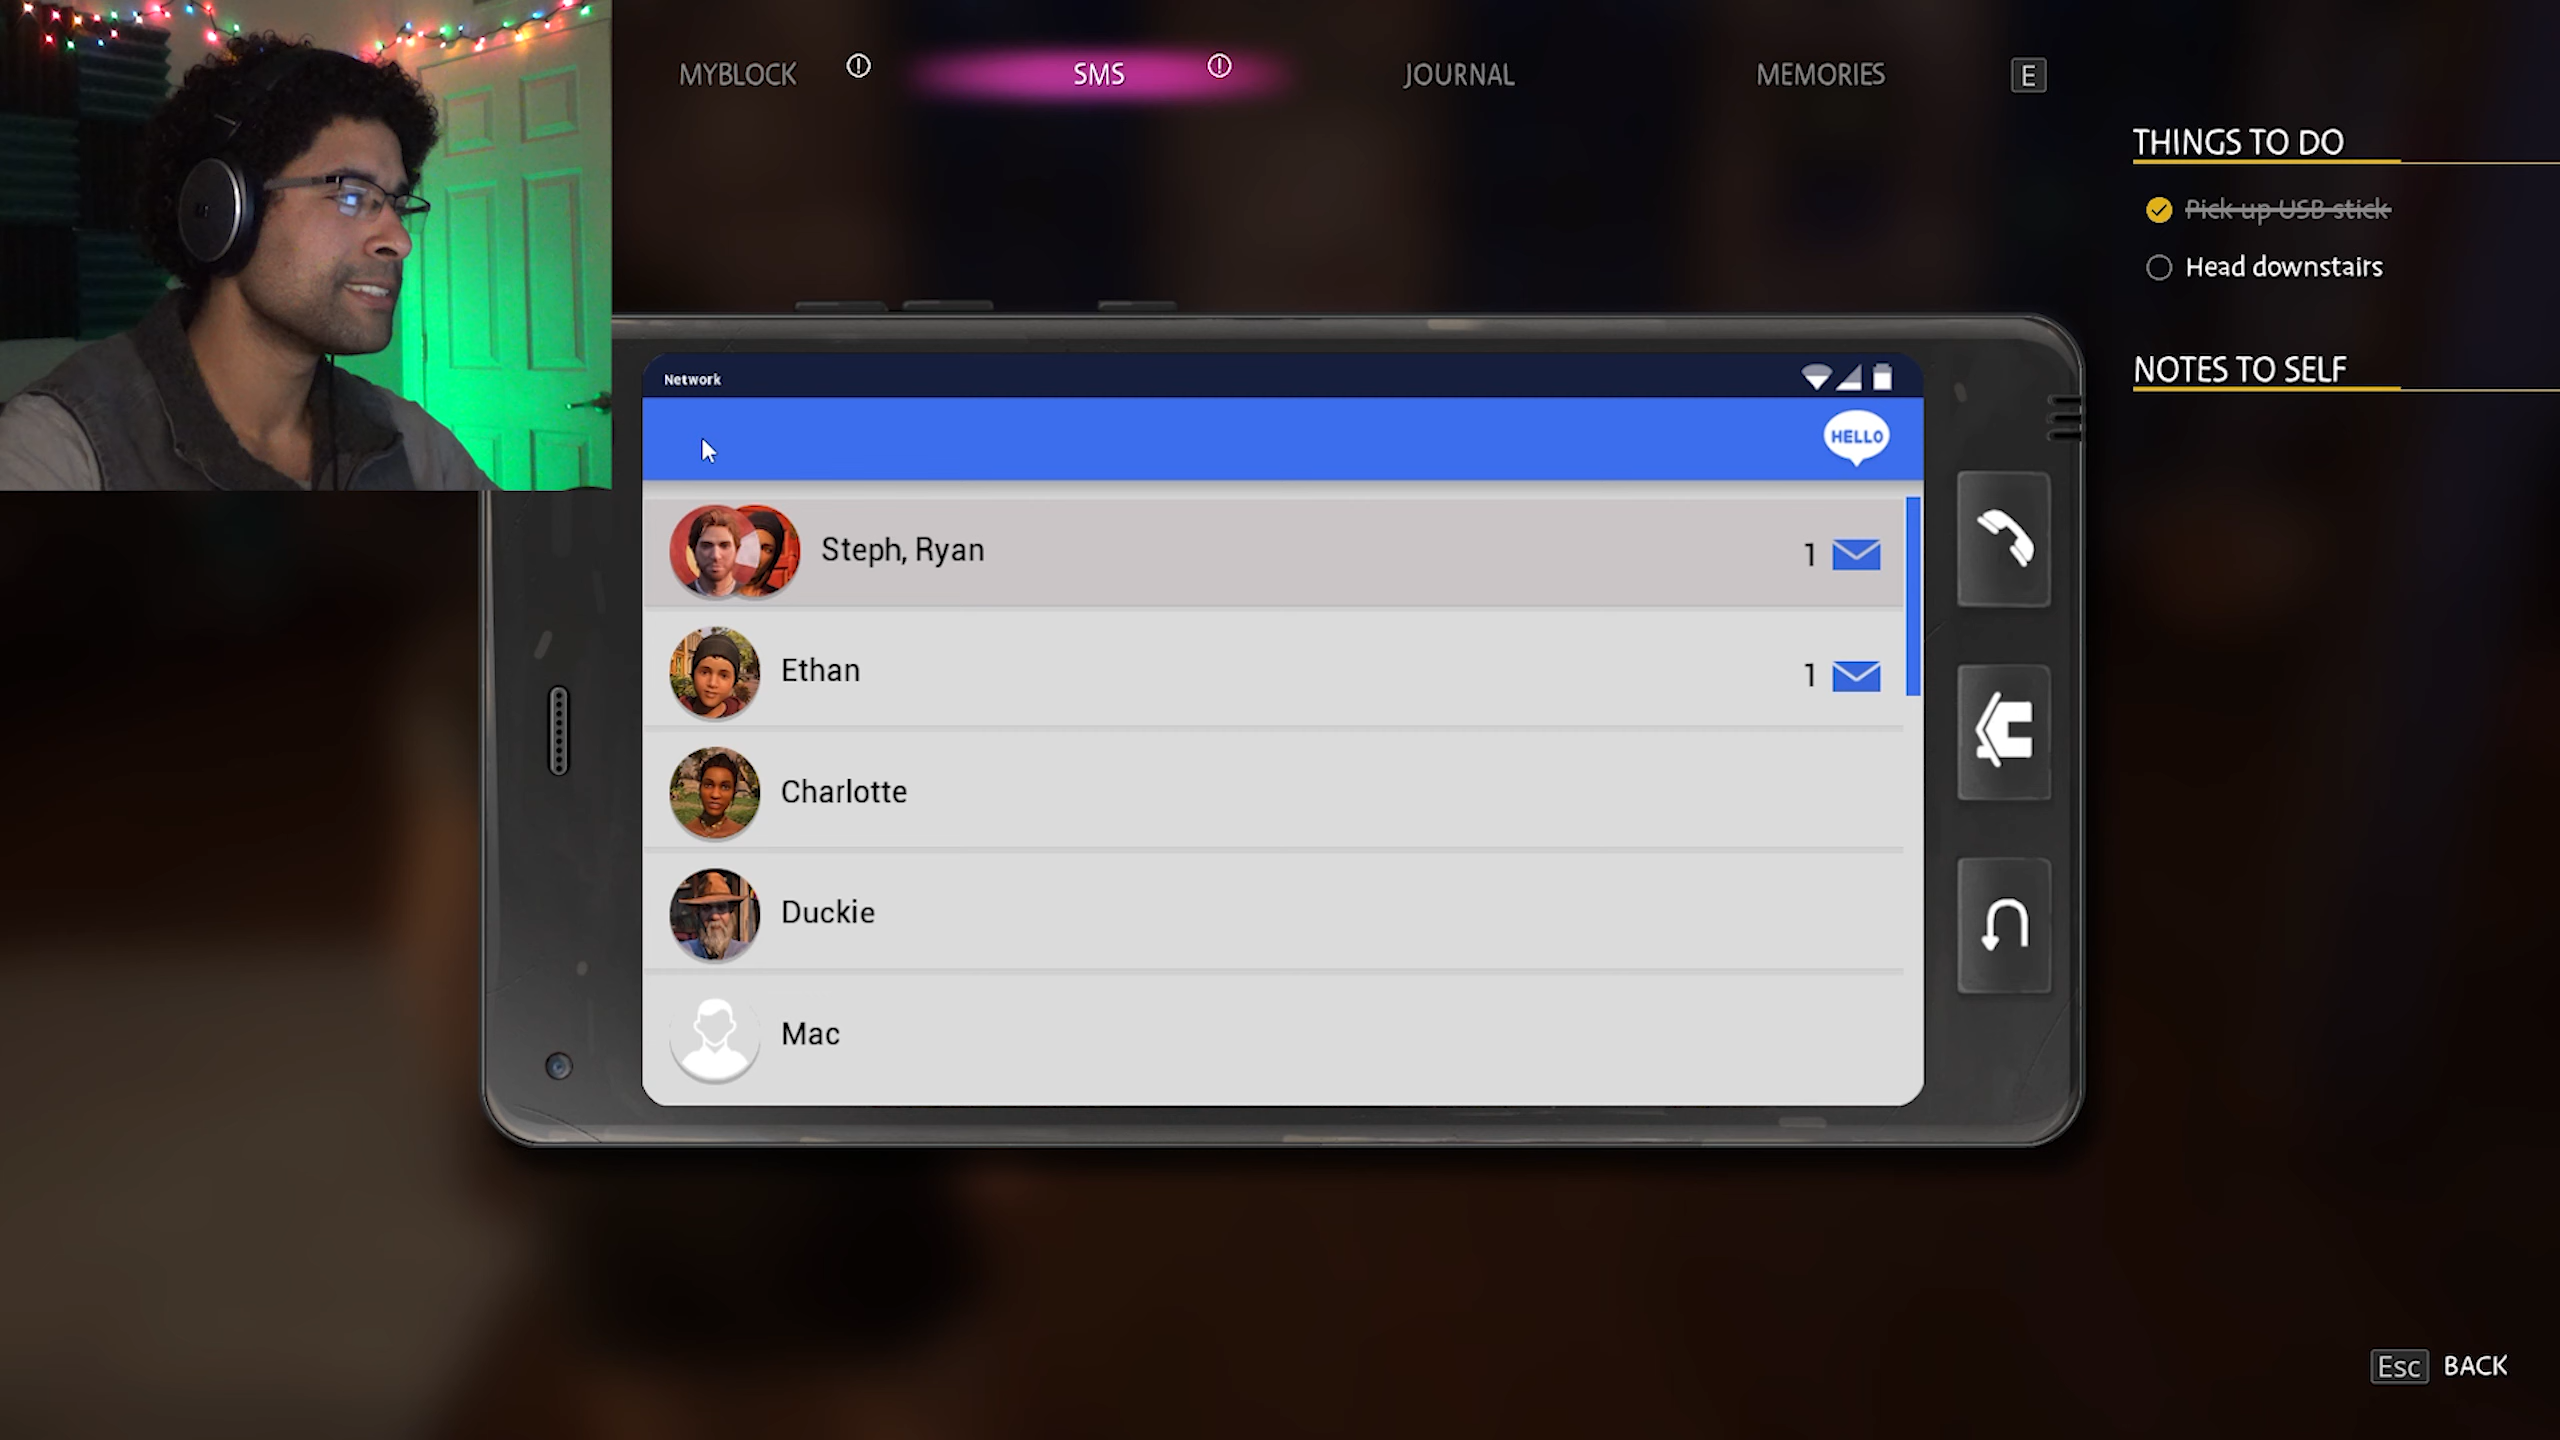 MYBLOCK
SMS
JOURNAL
MEMORIES
E
THINGS TO DO
Pick up USB stick
Head downstairs
NOTES TO SELF
Network
HELLO
Steph, Ryan
1
Ethan
1
Charlotte
Duckie
Mac
Esc BACK